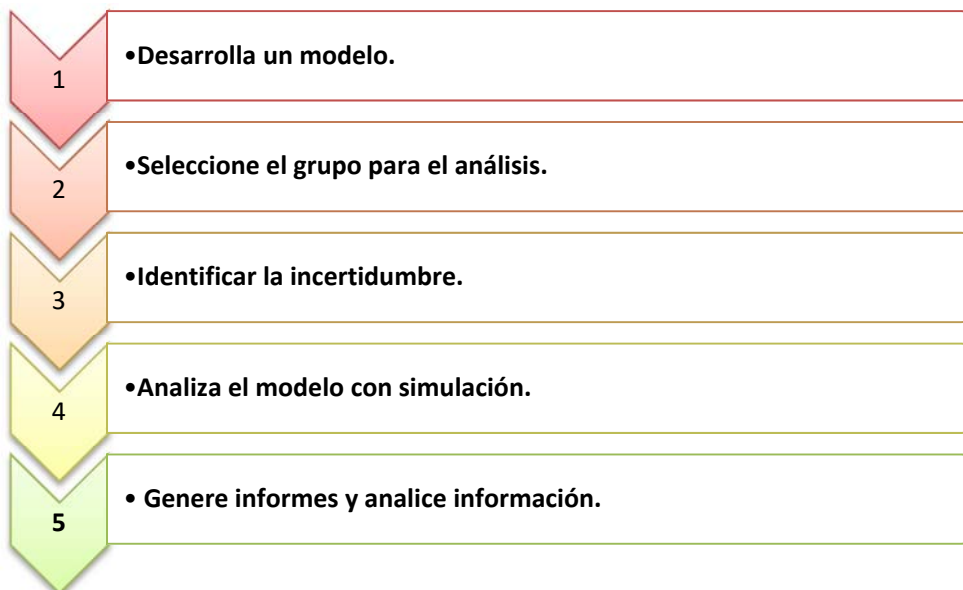 1
•Desarrolla un modelo.
2
•Seleccione el grupo para el análisis.
3
•Identificar la incertidumbre.
4
•Analiza el modelo con simulación.
5
• Genere informes y analice información.